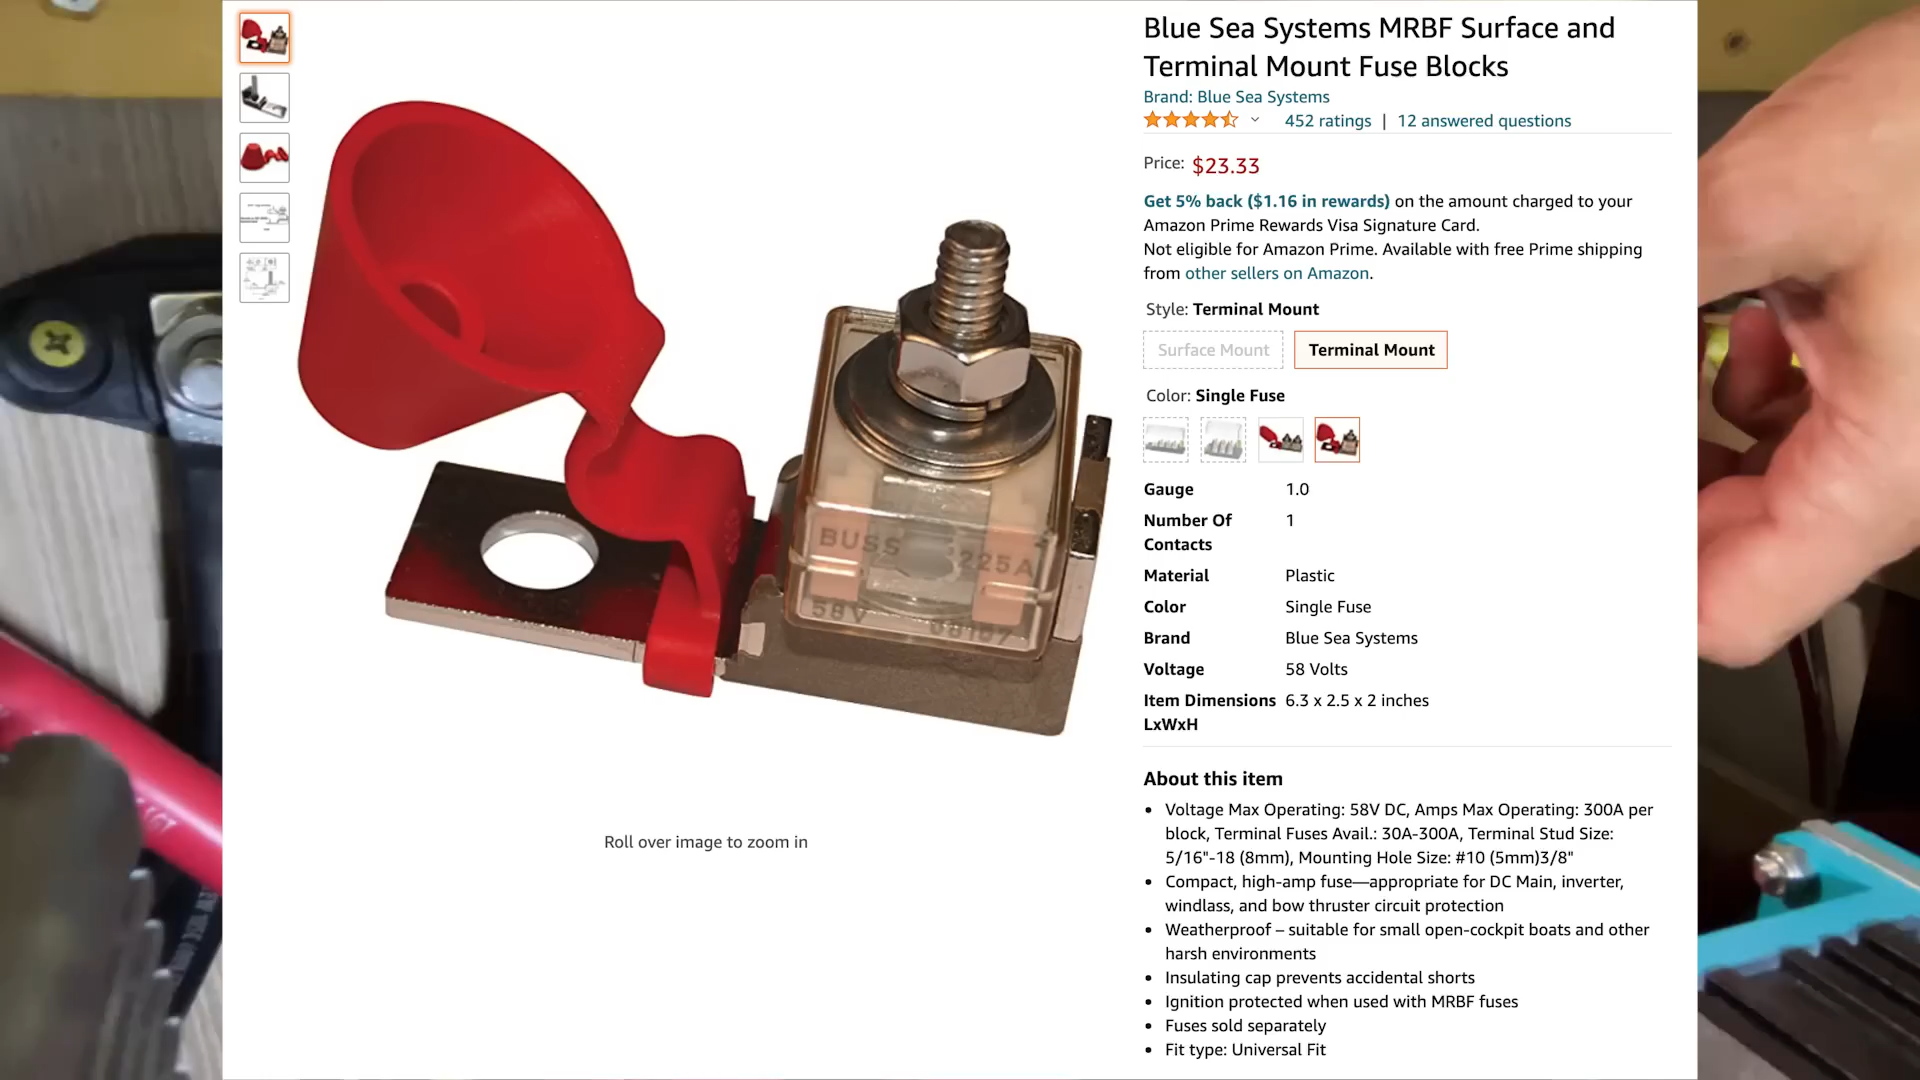 Blue Sea Systems MRBF Surface and
Terminal Mount Fuse Blocks
Brand: Blue Sea Systems
452 ratings | 12 answered questions
Price: $23.33
Get 5% back ($1.16 in rewards) on the amount charged to your
Amazon Prime Rewards Visa Signature Card.
Not eligible for Amazon Prime. Available with free Prime shipping
from other sellers on Amazon.
Style: Terminal Mount
Surface Mount
Terminal Mount
Color: Single Fuse
Gauge 1.0
Number Of 1
Contacts
Material Plastic
Color Single Fuse
Brand Blue Sea Systems
Voltage 58 Volts
Item Dimensions 6.3 x 2.5 x 2 inches
LxWxH
About this item
• Voltage Max Operating: 58V DC, Amps Max Operating: 300A per
block, Terminal Fuses Avail.: 30A-300A, Terminal Stud Size:
5/16"-18 (8mm), Mounting Hole Size: #10 (5mm)3/8"
• Compact, high-amp fuse—appropriate for DC Main, inverter,
windlass, and bow thruster circuit protection
• Weatherproof – suitable for small open-cockpit boats and other
harsh environments
• Insulating cap prevents accidental shorts
• Ignition protected when used with MRBF fuses
• Fuses sold separately
• Fit type: Universal Fit
BUSS 225A
58V
Roll over image to zoom in